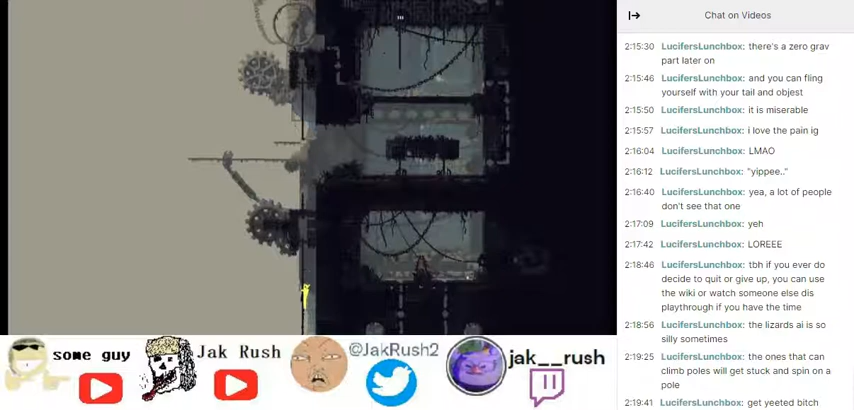 Chat on Videos
2:15:30 LucifersLunchbox: there's a zero grav
part later on
2:15:46 LucifersLunchbox: and you can fling
yourself with your tail and objest
2:15:50 LucifersLunchbox: it is miserable
2:15:57 LucifersLunchbox: i love the pain ig
2:16:04 LucifersLunchbox: LMAO
2:16:12 LucifersLunchbox: "yippee.."
2:16:40 LucifersLunchbox: yea, a lot of people
don't see that one
2:17:09 LucifersLunchbox: yeh
2:17:42 LucifersLunchbox: LOREEE
2:18:46 LucifersLunchbox: tbh if you ever do
decide to quit or give up, you can use
the wiki or watch someone else dis
playthrough if you have the time
2:18:56 LucifersLunchbox: the lizards ai is so
silly sometimes
2:19:25 LucifersLunchbox: the ones that can
climb poles will get stuck and spin on a
pole
2:19:41 LucifersLunchbox: get yeeted bitch
some guy
Jak Rush
@JakRush2
jak__rush